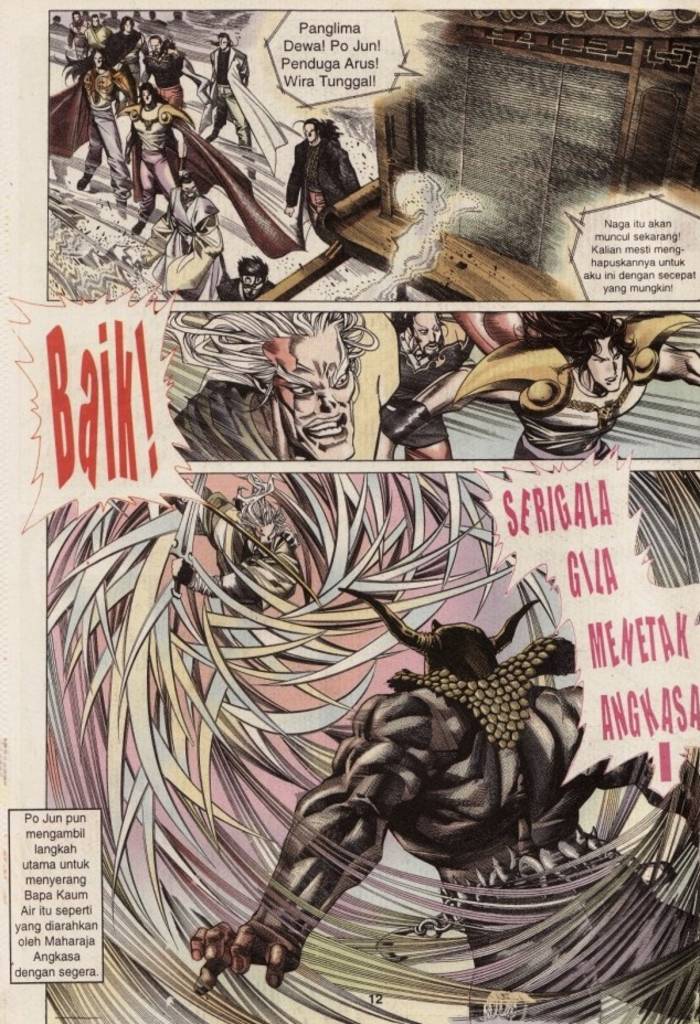 Panglima
Dewa! Po Jun!
Penduga Arus!
Wira Tunggal!
Naga itu akan
muncul sekarang!
Kalian mesti meng-
hapuskannya untuk
aku ini dengan secepat
yang mungkin!
Baik!
SERIGALA
GILA
MENETAK
ANGKASA
!
Po Jun pun
mengambil
langkah
utama untuk
menyerang
Bapa Kaum
Air itu seperti
yang diarahkan
oleh Maharaja
Angkasa
dengan segera.
12